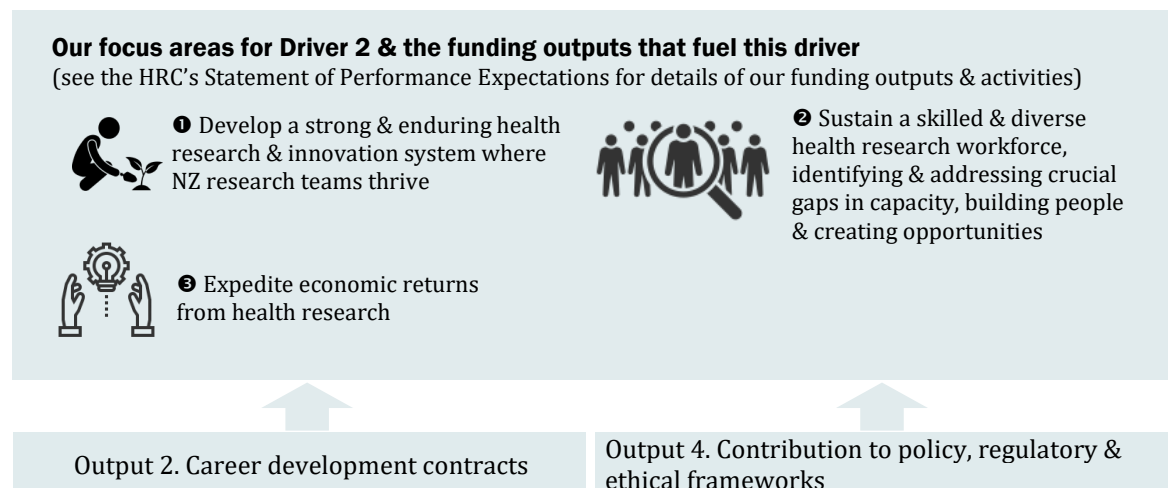 Our focus areas for Driver 2 & the funding outputs that fuel this driver
(see the HRC's Statement of Performance Expectations for details of our funding outputs & activities)
❶ Develop a strong & enduring health
research & innovation system where
NZ research teams thrive
❷ Sustain a skilled & diverse
health research workforce,
identifying & addressing crucial
gaps in capacity, building people
& creating opportunities
❸ Expedite economic returns
from health research
Output 2. Career development contracts
Output 4. Contribution to policy, regulatory &
ethical frameworks